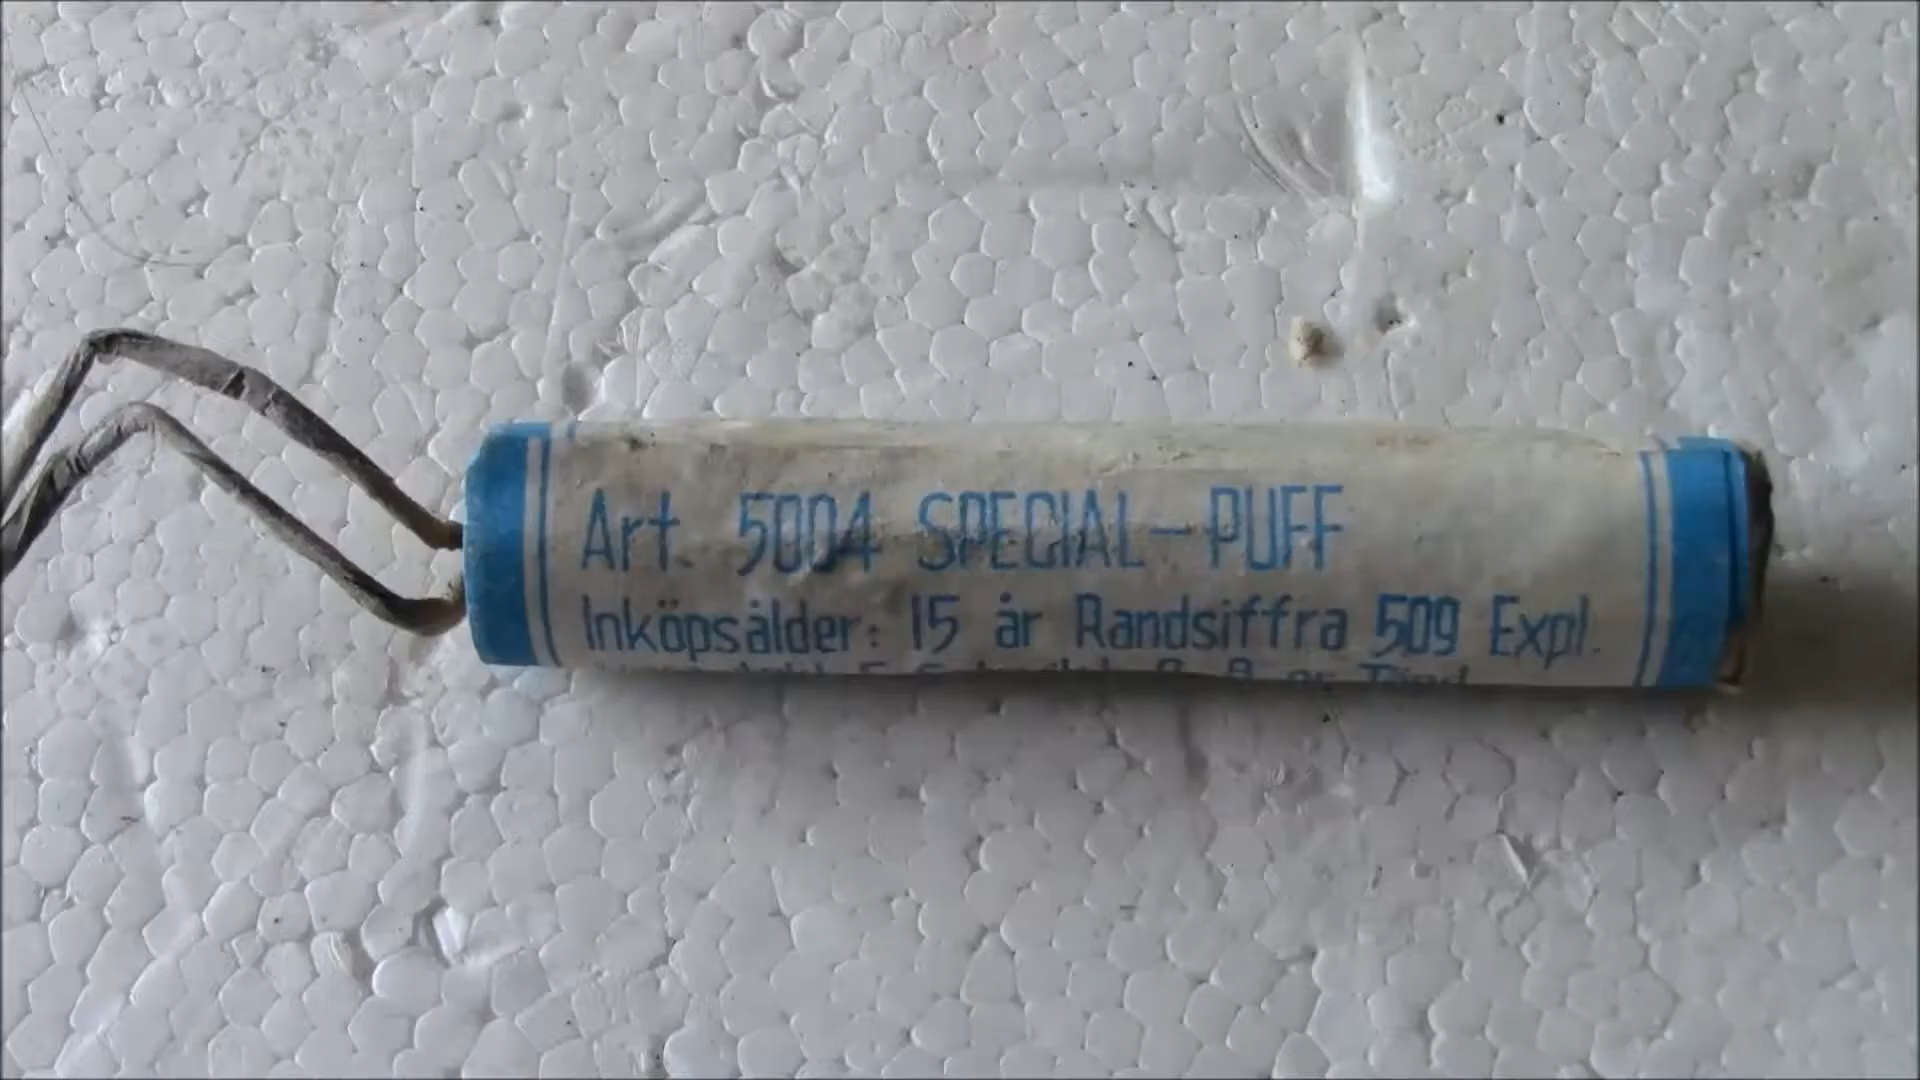 Art. 5004 SPECIAL-PUFF
Inköpsålder: 15 år Randsiffra 509 Expl.